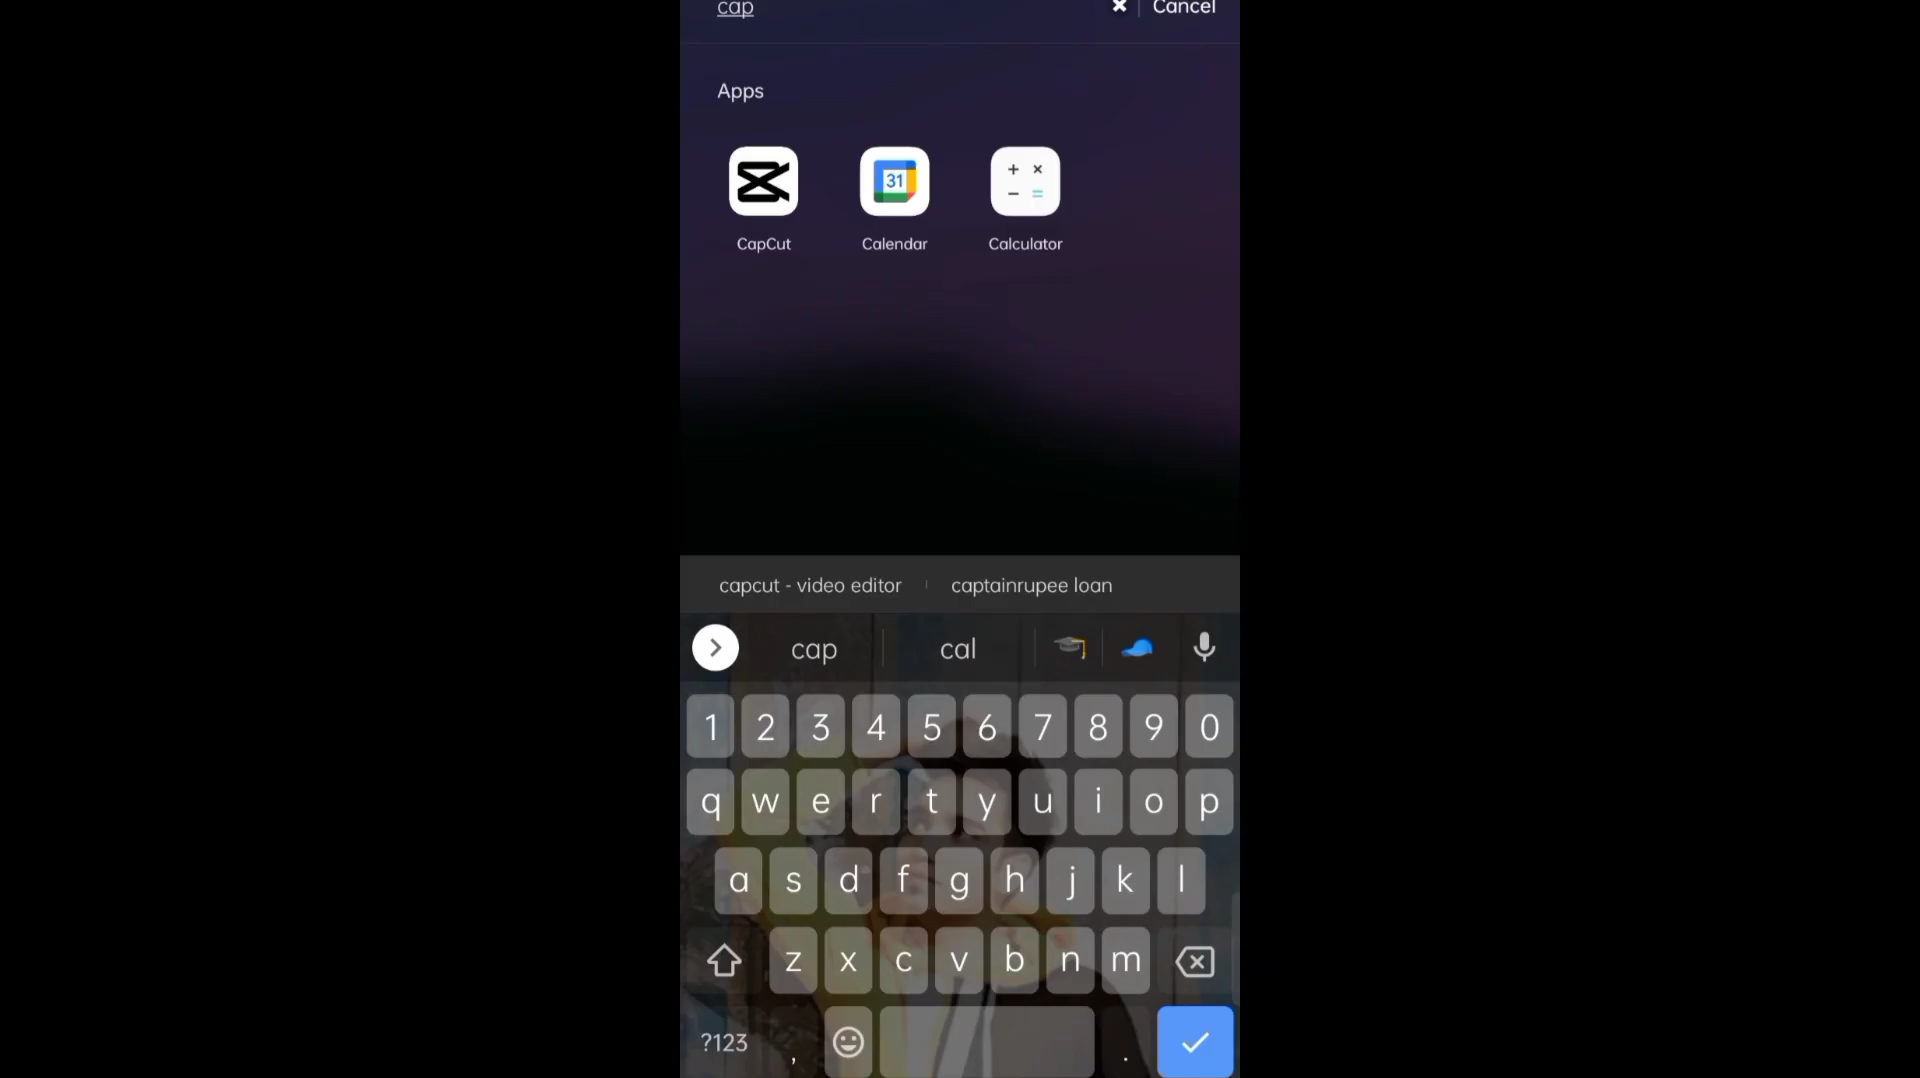 cap Cancel
Apps
31
+ ×
− =
CapCut Calendar Calculator
capcut - video editor captainrupee loan
cap cal
1 2 3 4 5 6 7 8 9 0
q w e r t y u i o p
a s d f g h j k l
z x c v b n m
?123 , .